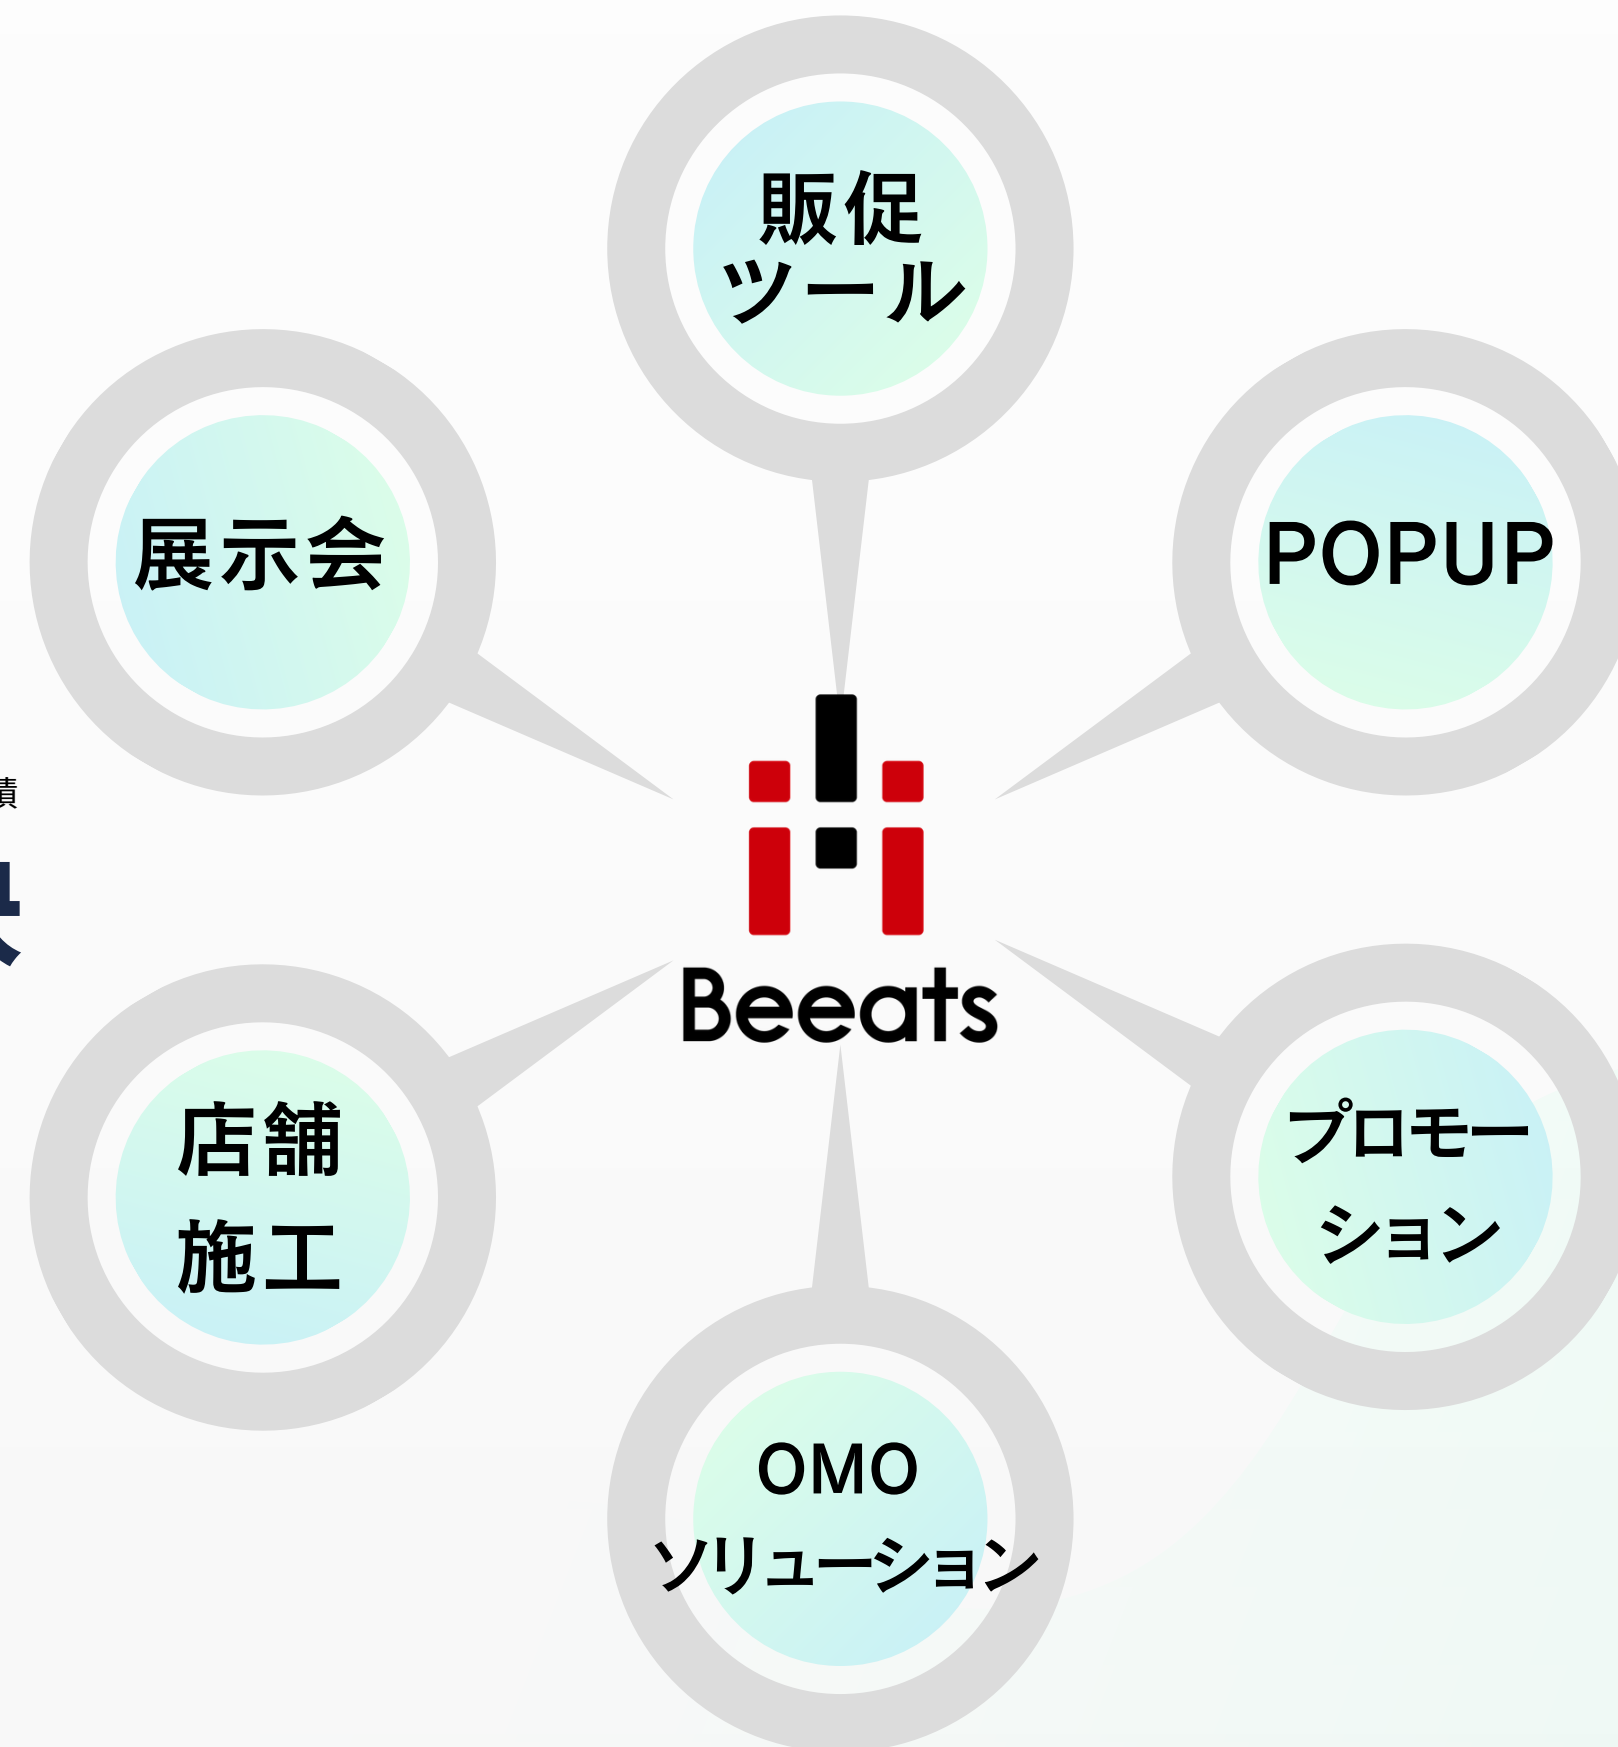 販促
ツール
展示会
POPUP
Beeats
店舗
施工
プロモー
ション
OMO
ソリューション